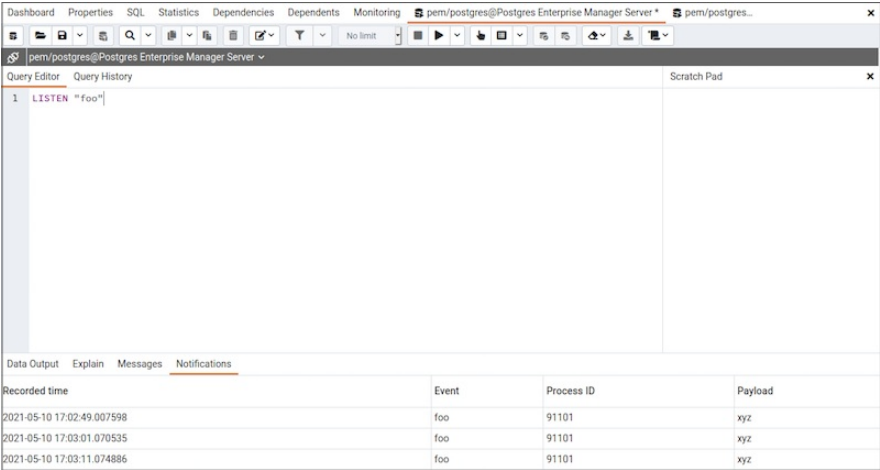 Dashboard Properties SQL Statistics Dependencies Dependents Monitoring pem/postgres@Postgres Enterprise Manager Server * pem/postgres...
No limit
pem/postgres@Postgres Enterprise Manager Server
Query Editor Query History Scratch Pad
1 LISTEN "foo"
Data Output Explain Messages Notifications
Recorded time Event Process ID Payload
2021-05-10 17:02:49.007598 foo 91101 xyz
2021-05-10 17:03:01.070535 foo 91101 xyz
2021-05-10 17:03:11.074886 foo 91101 xyz